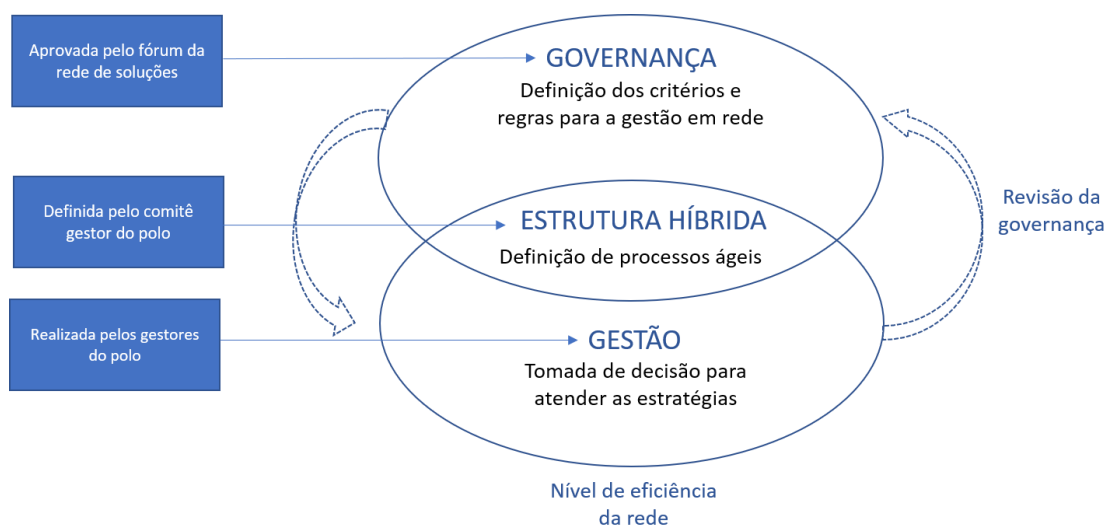 Aprovada pelo fórum da
rede de soluções
GOVERNANÇA
Definição dos critérios e
regras para a gestão em rede
Definida pelo comitê
gestor do polo
ESTRUTURA HÍBRIDA
Definição de processos ágeis
Revisão da
governança
Realizada pelos gestores
do polo
GESTÃO
Tomada de decisão para
atender as estratégias
Nível de eficiência
da rede